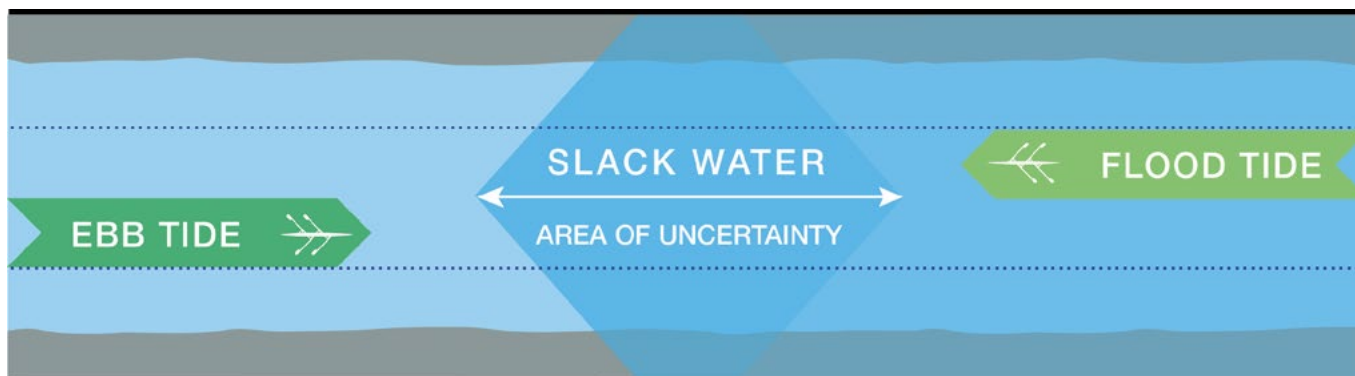 SLACK WATER
FLOOD TIDE
EBB TIDE
AREA OF UNCERTAINTY